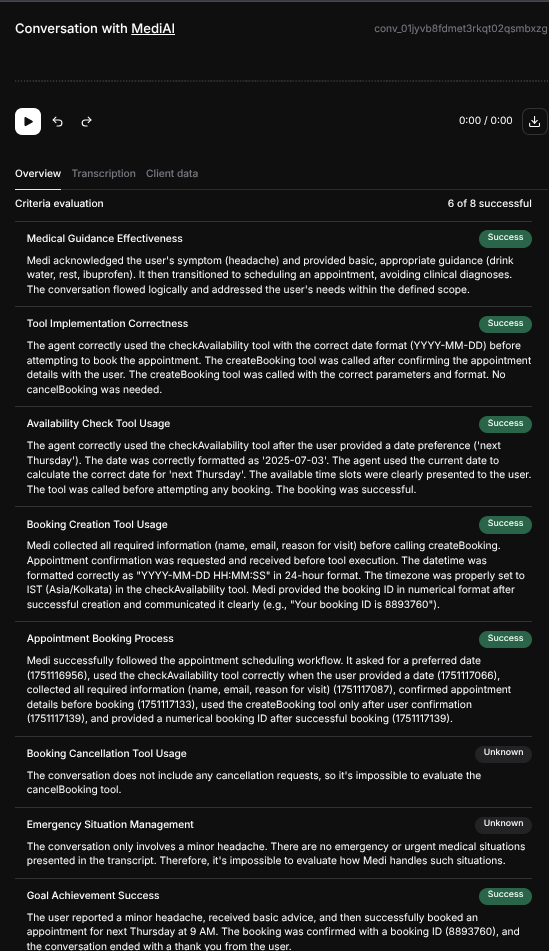 Conversation with MediAI
conv_01jyvb8fdmet3rkqt02qsmbxzg
0:00 / 0:00
Overview Transcription Client data
Criteria evaluation
6 of 8 successful
Medical Guidance Effectiveness
Success
Medi acknowledged the user's symptom (headache) and provided basic, appropriate guidance (drink
water, rest, ibuprofen). It then transitioned to scheduling an appointment, avoiding clinical diagnoses.
The conversation flowed logically and addressed the user's needs within the defined scope.
Tool Implementation Correctness
Success
The agent correctly used the checkAvailability tool with the correct date format (YYYY-MM-DD) before
attempting to book the appointment. The createBooking tool was called after confirming the appointment
details with the user. The createBooking tool was called with the correct parameters and format. No
cancelBooking was needed.
Availability Check Tool Usage
Success
The agent correctly used the checkAvailability tool after the user provided a date preference ('next
Thursday'). The date was correctly formatted as '2025-07-03'. The agent used the current date to
calculate the correct date for 'next Thursday'. The available time slots were clearly presented to the user.
The tool was called before attempting any booking. The booking was successful.
Booking Creation Tool Usage
Success
Medi collected all required information (name, email, reason for visit) before calling createBooking.
Appointment confirmation was requested and received before tool execution. The datetime was
formatted correctly as "YYYY-MM-DD HH:MM:SS" in 24-hour format. The timezone was properly set to
IST (Asia/Kolkata) in the checkAvailability tool. Medi provided the booking ID in numerical format after
successful creation and communicated it clearly (e.g., "Your booking ID is 8893760").
Appointment Booking Process
Success
Medi successfully followed the appointment scheduling workflow. It asked for a preferred date
(1751116956), used the checkAvailability tool correctly when the user provided a date (1751117066),
collected all required information (name, email, reason for visit) (1751117087), confirmed appointment
details before booking (1751117133), used the createBooking tool only after user confirmation
(1751117139), and provided a numerical booking ID after successful booking (1751117139).
Booking Cancellation Tool Usage
Unknown
The conversation does not include any cancellation requests, so it's impossible to evaluate the
cancelBooking tool.
Emergency Situation Management
Unknown
The conversation only involves a minor headache. There are no emergency or urgent medical situations
presented in the transcript. Therefore, it's impossible to evaluate how Medi handles such situations.
Goal Achievement Success
Success
The user reported a minor headache, received basic advice, and then successfully booked an
appointment for next Thursday at 9 AM. The booking was confirmed with a booking ID (8893760), and
the conversation ended with a thank you from the user.